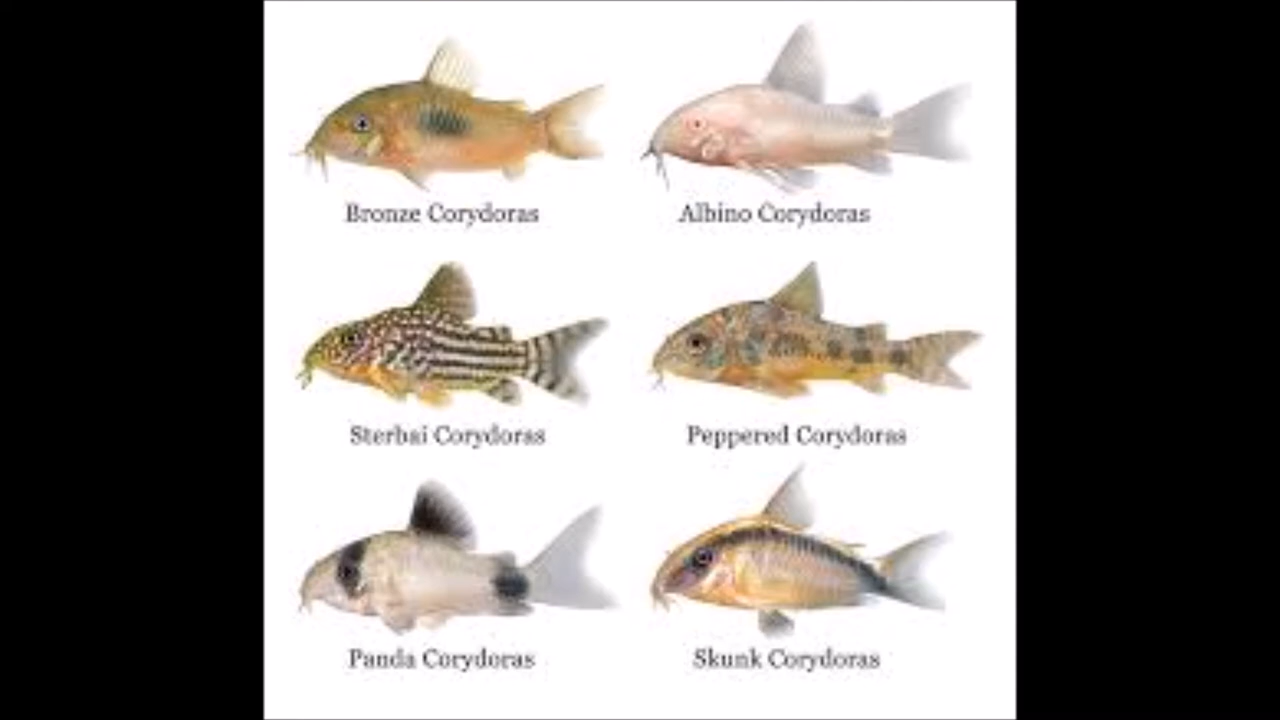 Bronze Corydoras
Albino Corydoras
Sterbai Corydoras
Peppered Corydoras
Panda Corydoras
Skunk Corydoras